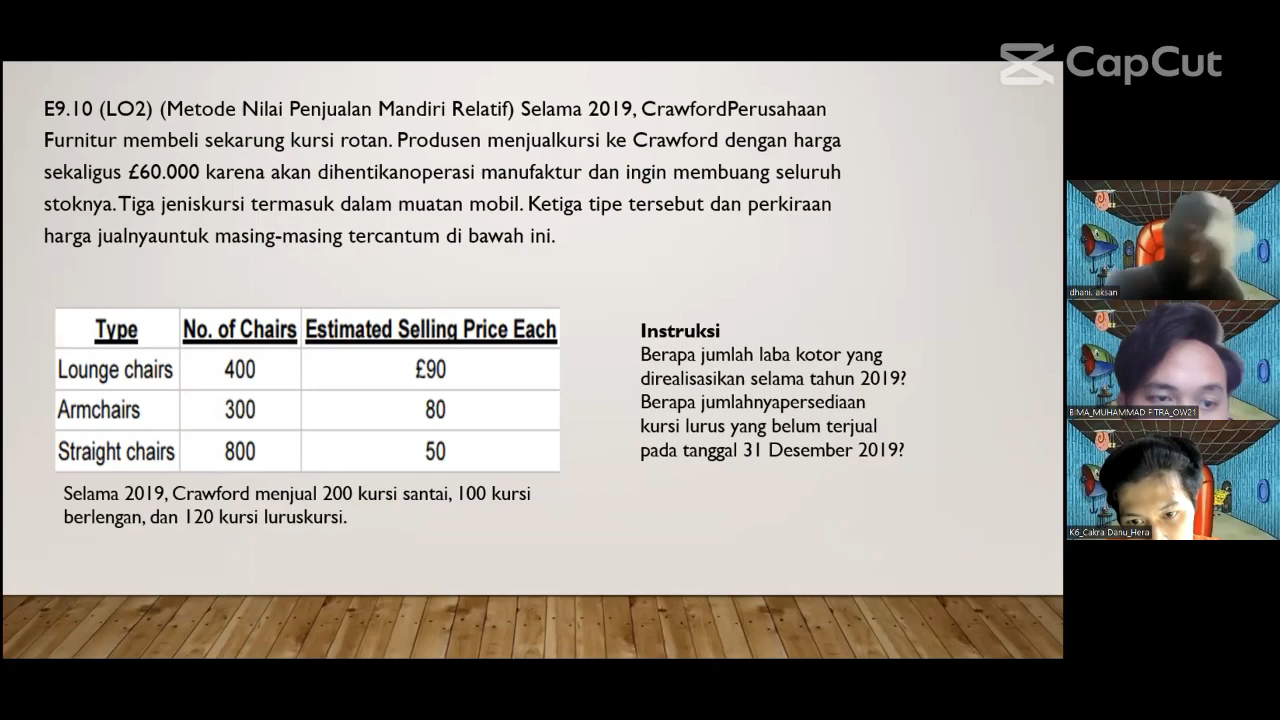 CapCut
E9.10 (LO2) (Metode Nilai Penjualan Mandiri Relatif) Selama 2019, CrawfordPerusahaan
Furnitur membeli sekarung kursi rotan. Produsen menjualkursi ke Crawford dengan harga
sekaligus £60.000 karena akan dihentikanoperasi manufaktur dan ingin membuang seluruh
stoknya. Tiga jeniskursi termasuk dalam muatan mobil. Ketiga tipe tersebut dan perkiraan
harga jualnyauntuk masing-masing tercantum di bawah ini.
Type No. of Chairs Estimated Selling Price Each
Lounge chairs 400 £90
Armchairs 300 80
Straight chairs 800 50
Selama 2019, Crawford menjual 200 kursi santai, 100 kursi
berlengan, dan 120 kursi luruskursi.
Instruksi
Berapa jumlah laba kotor yang
direalisasikan selama tahun 2019?
Berapa jumlahnyapersediaan
kursi lurus yang belum terjual
pada tanggal 31 Desember 2019?
dhani. aksan
BIMA_MUHAMMAD FITRA_OW21
K6_Cakra Danu_Hera